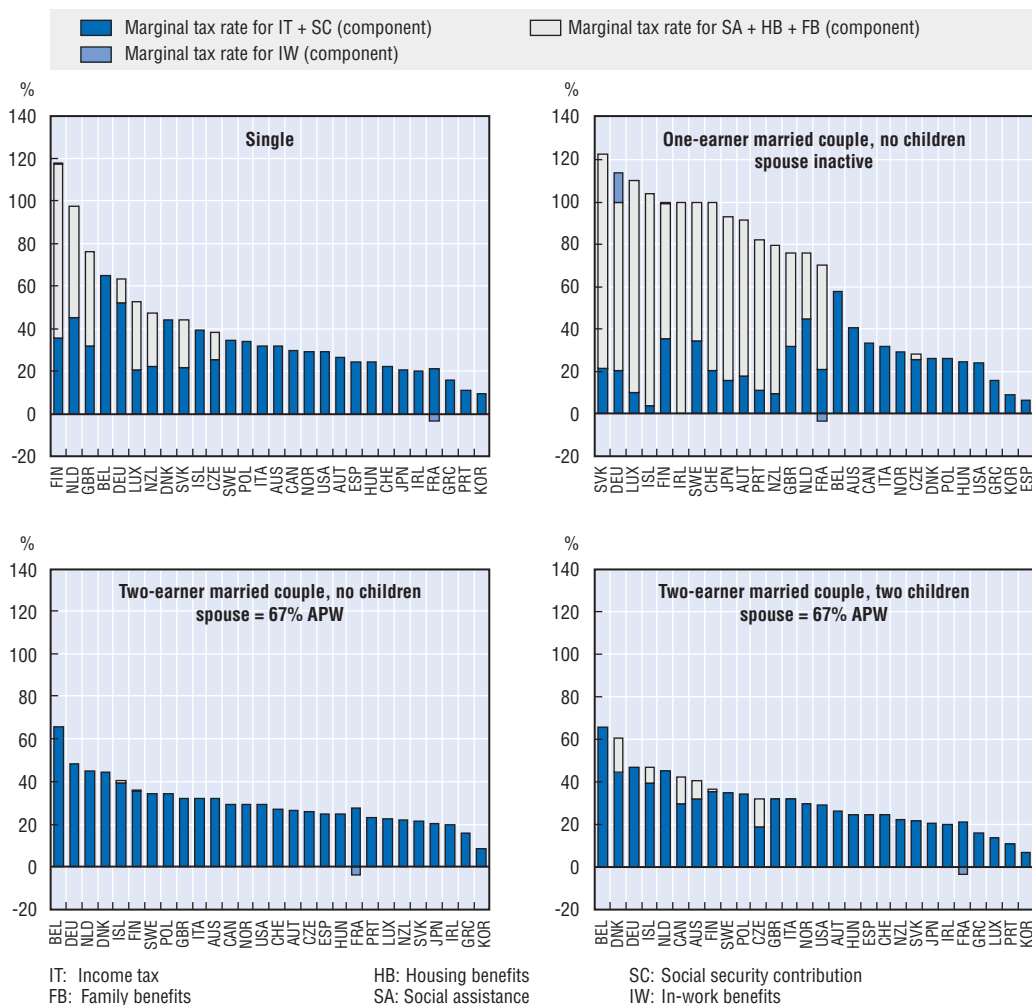 Marginal tax rate for IT + SC (component) Marginal tax rate for SA + HB + FB (component)
Marginal tax rate for IW (component)
%
140
120
100
80
60
40
20
0
-20
Single
FIN NLD GBR BEL DEU LUX NZL DNK SVK ISL CZE SWE POL ITA AUS CAN NOR USA AUT ESP HUN CHE JPN IRL FRA GRC PRT KOR
%
140
120
100
80
60
40
20
0
-20
One-earner married couple, no children
spouse inactive
SVK DEU LUX ISL FIN IRL SWE CHE JPN AUT PRT NZL GBR NLD FRA BEL AUS CAN ITA NOR CZE DNK POL HUN USA GRC KOR ESP
%
140
120
100
80
60
40
20
0
-20
Two-earner married couple, no children
spouse = 67% APW
BEL DEU NLD DNK ISL FIN SWE POL GBR ITA AUS CAN NOR USA CHE AUT CZE ESP HUN FRA PRT LUX NZL SVK JPN IRL GRC KOR
%
140
120
100
80
60
40
20
0
-20
Two-earner married couple, two children
spouse = 67% APW
BEL DNK DEU ISL NLD CAN AUS FIN SWE POL CZE GBR ITA NOR USA AUT HUN ESP CHE NZL SVK JPN IRL FRA GRC LUX PRT KOR
IT: Income tax HB: Housing benefits SC: Social security contribution
FB: Family benefits SA: Social assistance IW: In-work benefits